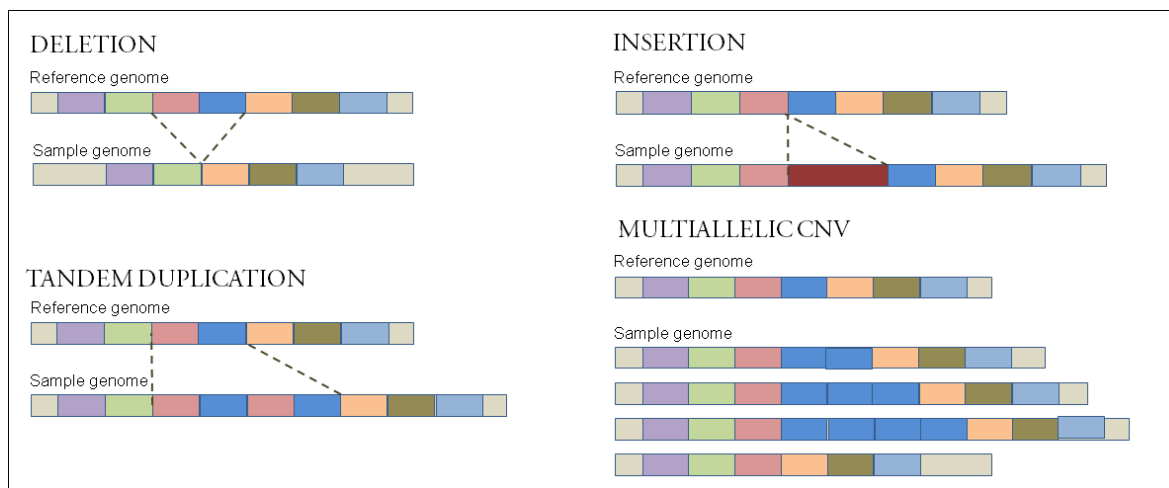 DELETION
Reference genome
Sample genome
TANDEM DUPLICATION
Reference genome
Sample genome
INSERTION
Reference genome
Sample genome
MULTIALLELIC CNV
Reference genome
Sample genome